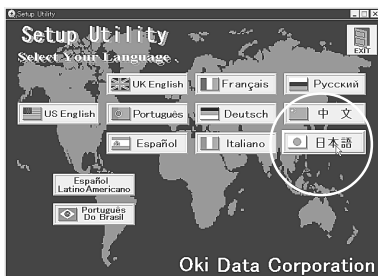 Setup Utility
Setup Utility
EXIT
Select Your Language
UK English
Français
Русский
US English
Português
Deutsch
中 文
Español
Italiano
日本語
Español
Latino Americano
Português
Do Brasil
Oki Data Corporation